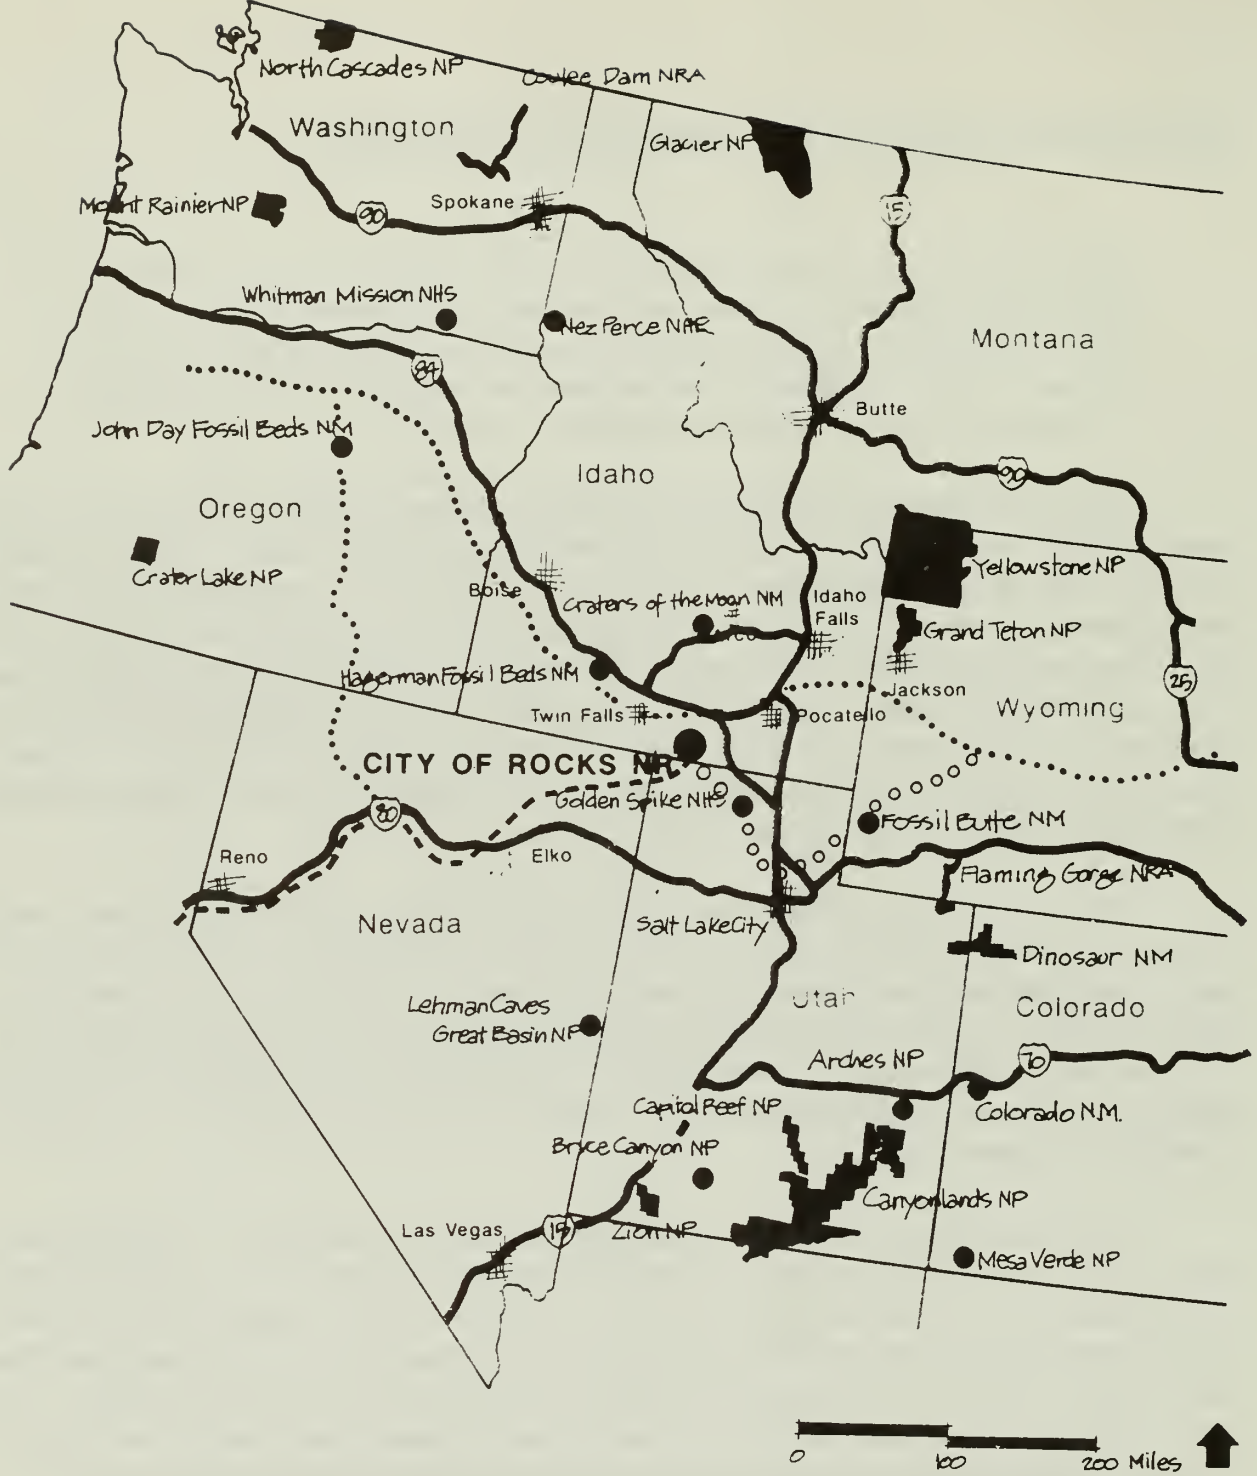 North Cascades NP
Coulee Dam NRA
Washington
Glacier NP
Mount Rainier NP
Spokane
90
15
Whitman Mission NHS
Nez Perce
Montana
84
Butte
John Day Fossil Beds NM
Idaho
90
Oregon
Crater Lake NP
Yellowstone NP
Boise
Craters of the Moon NM
Idaho
Falls
Arco
Grand Teton NP
Hagerman Fossil Beds NM
Jackson
25
Twin Falls
Pocatello
Wyoming
CITY OF ROCKS NR
Golden Spike NHS
80
Fossil Butte NM
Reno
Elko
Flaming Gorge NRA
Nevada
Salt Lake City
Dinosaur NM
Utah
Colorado
Lehman Caves
Great Basin NP
Arches NP
70
Capitol Reef NP
Colorado N.M.
Bryce Canyon NP
Canyonlands NP
Las Vegas
15
Zion NP
Mesa Verde NP
0 100 200 Miles